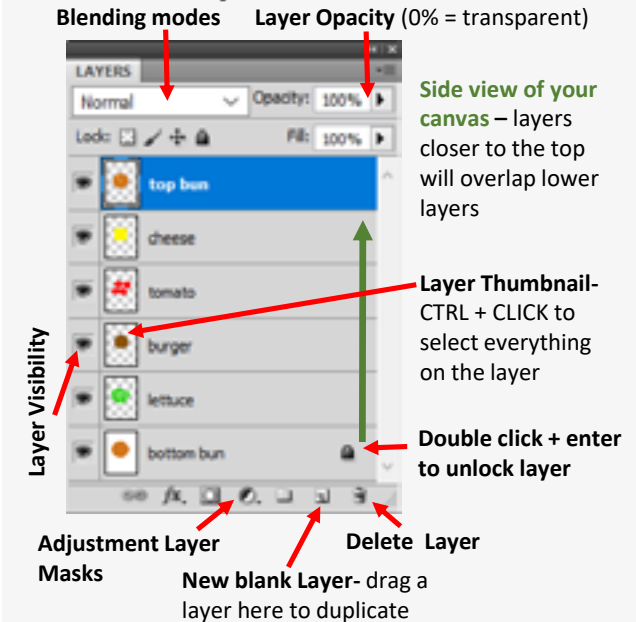 Blending modes
Layer Opacity (0% = transparent)
LAYERS
Normal
Opacity: 100%
Lock:
Fill: 100%
Side view of your
canvas – layers
closer to the top
will overlap lower
layers
top bun
cheese
tomato
burger
lettuce
bottom bun
Layer Thumbnail-
CTRL + CLICK to
select everything
on the layer
Layer Visibility
Double click + enter
to unlock layer
fx.
Adjustment Layer
Masks
Delete Layer
New blank Layer- drag a
layer here to duplicate